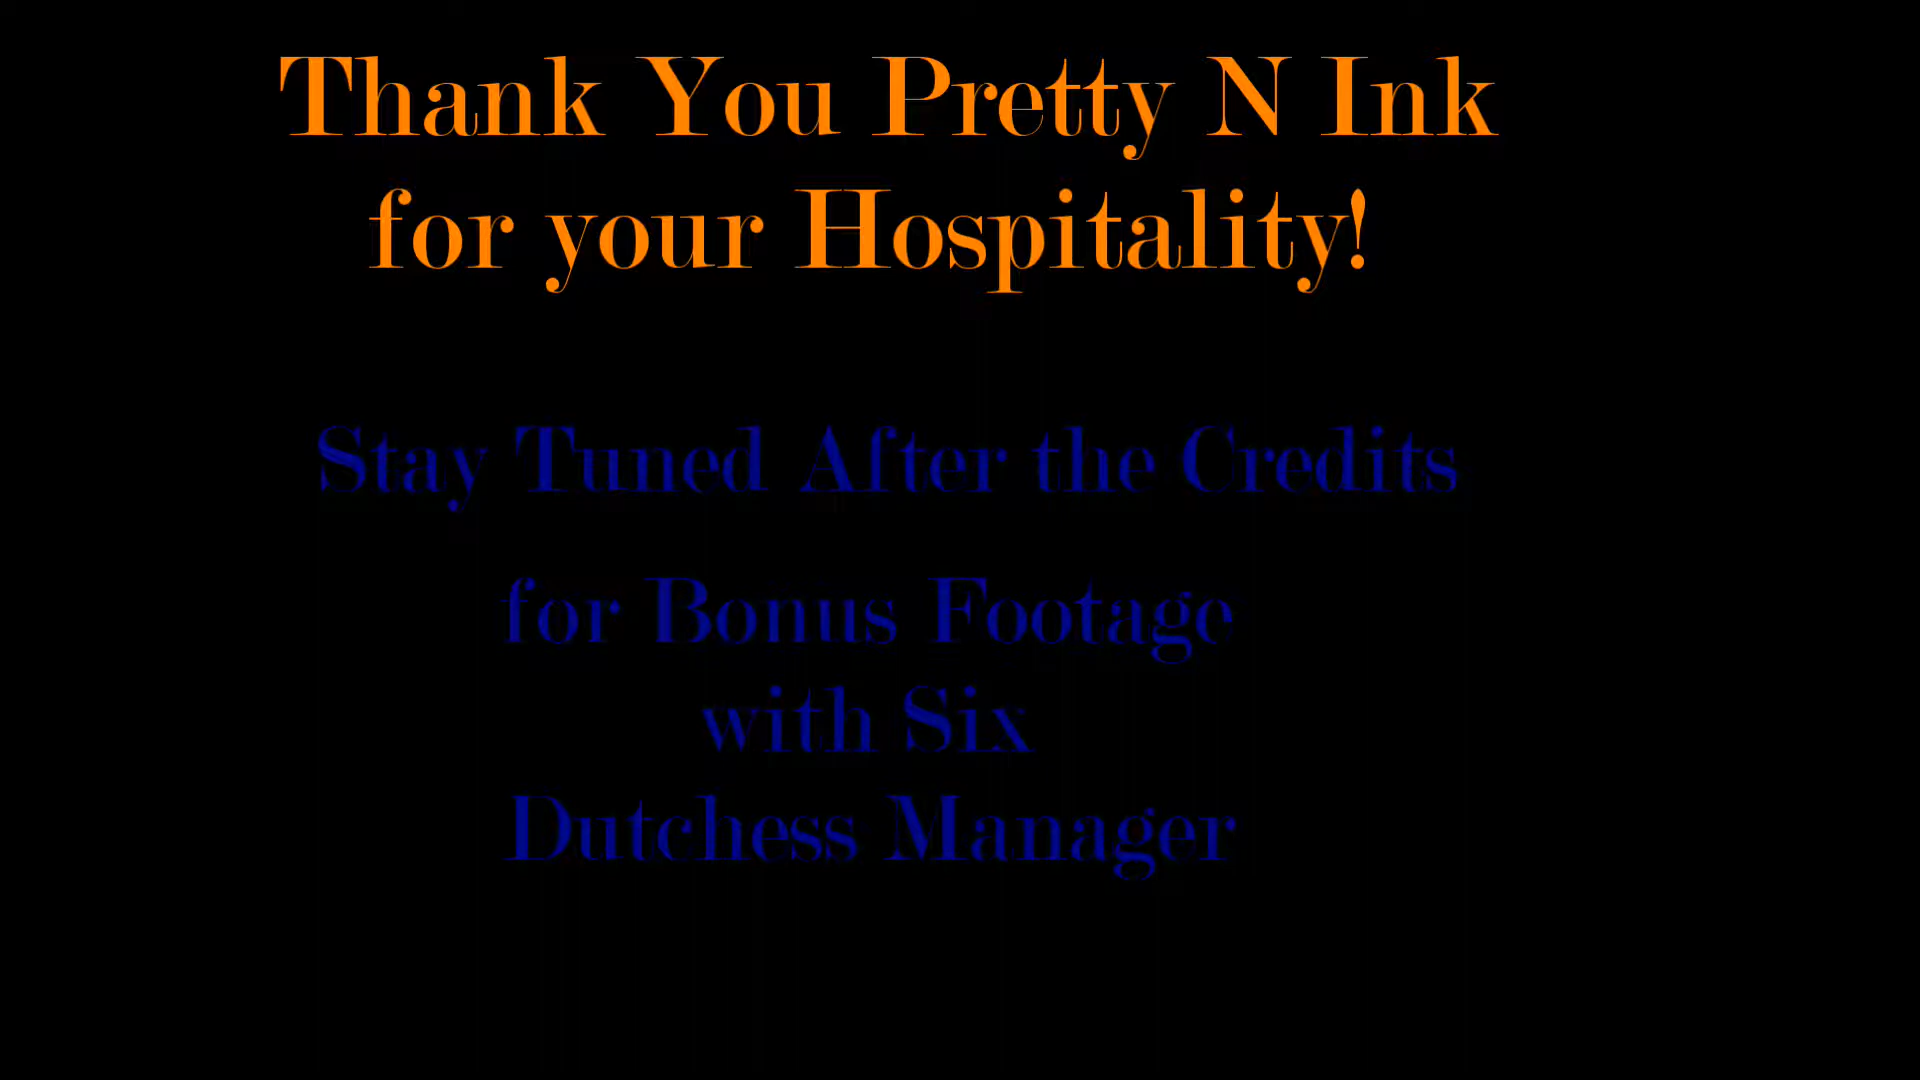 Thank You Pretty N Ink
for your Hospitality!
Stay Tuned After the Credits
for Bonus Footage
with Six
Dutchess Manager